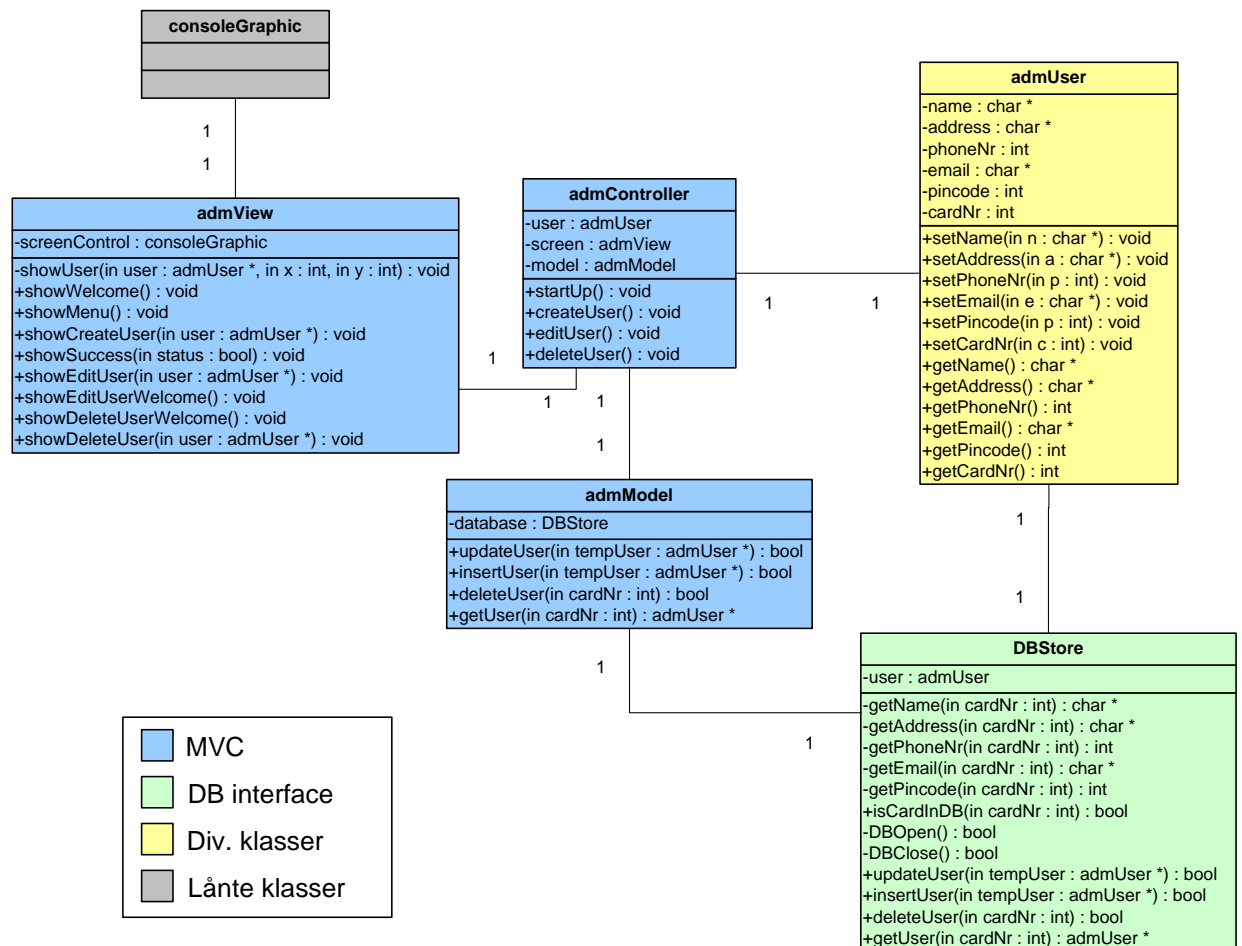 consoleGraphic
1
1
admView
-screenControl : consoleGraphic
-showUser(in user : admUser *, in x : int, in y : int) : void
+showWelcome() : void
+showMenu() : void
+showCreateUser(in user : admUser *) : void
+showSuccess(in status : bool) : void
+showEditUser(in user : admUser *) : void
+showEditUserWelcome() : void
+showDeleteUserWelcome() : void
+showDeleteUser(in user : admUser *) : void
1
1
admController
-user : admUser
-screen : admView
-model : admModel
+startUp() : void
+createUser() : void
+editUser() : void
+deleteUser() : void
1
1
1
1
admUser
-name : char *
-address : char *
-phoneNr : int
-email : char *
-pincode : int
-cardNr : int
+setName(in n : char *) : void
+setAddress(in a : char *) : void
+setPhoneNr(in p : int) : void
+setEmail(in e : char *) : void
+setPincode(in p : int) : void
+setCardNr(in c : int) : void
+getName() : char *
+getAddress() : char *
+getPhoneNr() : int
+getEmail() : char *
+getPincode() : int
+getCardNr() : int
1
1
admModel
-database : DBStore
+updateUser(in tempUser : admUser *) : bool
+insertUser(in tempUser : admUser *) : bool
+deleteUser(in cardNr : int) : bool
+getUser(in cardNr : int) : admUser *
1
1
DBStore
-user : admUser
-getName(in cardNr : int) : char *
-getAddress(in cardNr : int) : char *
-getPhoneNr(in cardNr : int) : int
-getEmail(in cardNr : int) : char *
-getPincode(in cardNr : int) : int
+isCardInDB(in cardNr : int) : bool
-DBOpen() : bool
-DBClose() : bool
+updateUser(in tempUser : admUser *) : bool
+insertUser(in tempUser : admUser *) : bool
+deleteUser(in cardNr : int) : bool
+getUser(in cardNr : int) : admUser *
MVC
DB interface
Div. klasser
Lånte klasser